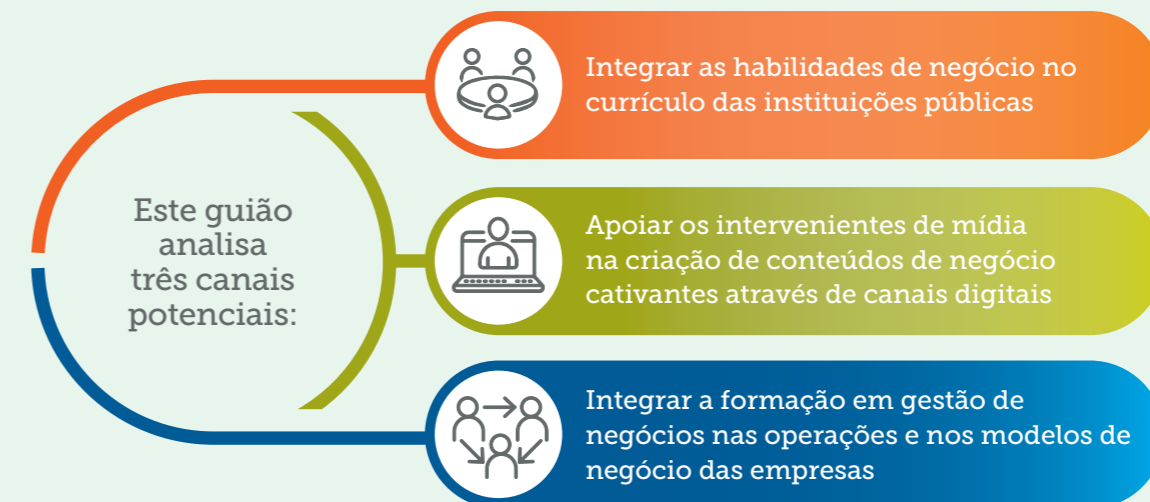 Este guião
analisa
três canais
potenciais:
Integrar as habilidades de negócio no
currículo das instituições públicas
Apoiar os intervenientes de mídia
na criação de conteúdos de negócio
cativantes através de canais digitais
Integrar a formação em gestão de
negócios nas operações e nos modelos de
negócio das empresas